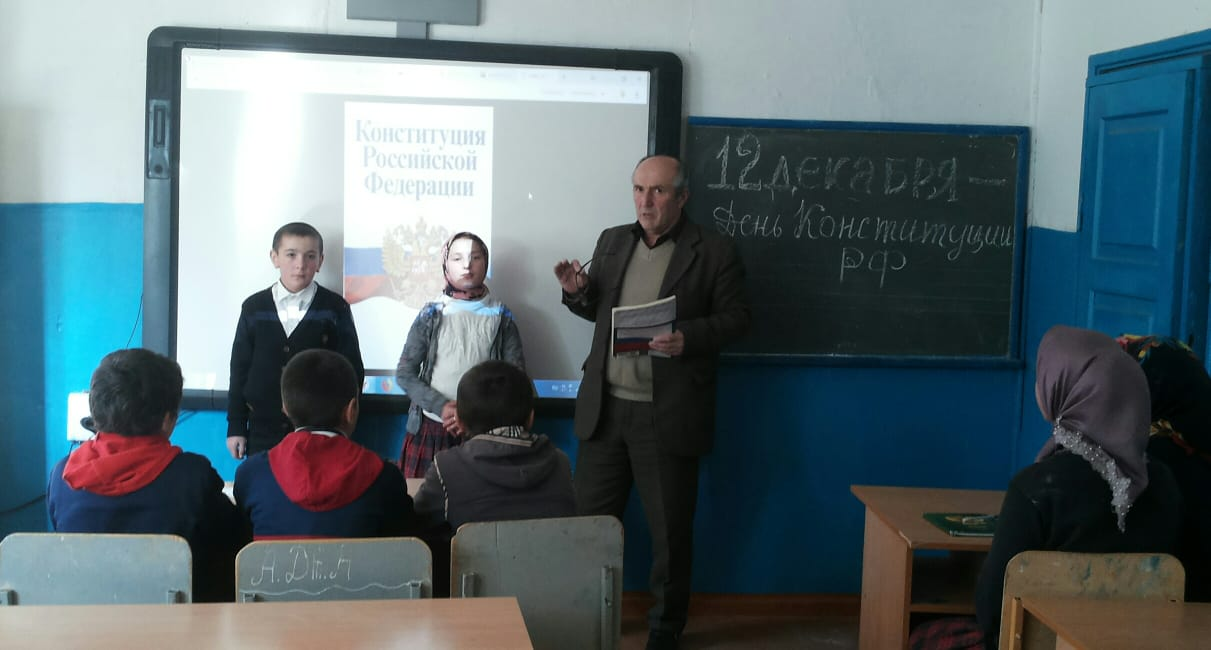 Конституция
Российской
Федерации
12 декабря –
День Конституции
РФ